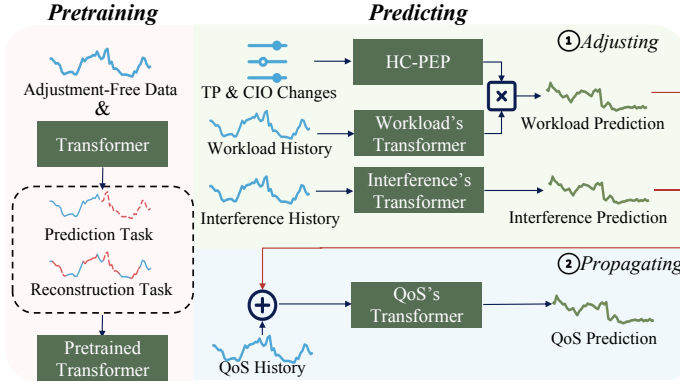 Pretraining
Adjustment-Free Data
&
Transformer
Prediction Task
Reconstruction Task
Pretrained
Transformer
Predicting
① Adjusting
TP & CIO Changes
HC-PEP
×
Workload History
Workload's
Transformer
Workload Prediction
Interference History
Interference's
Transformer
Interference Prediction
② Propagating
+
QoS History
QoS's
Transformer
QoS Prediction